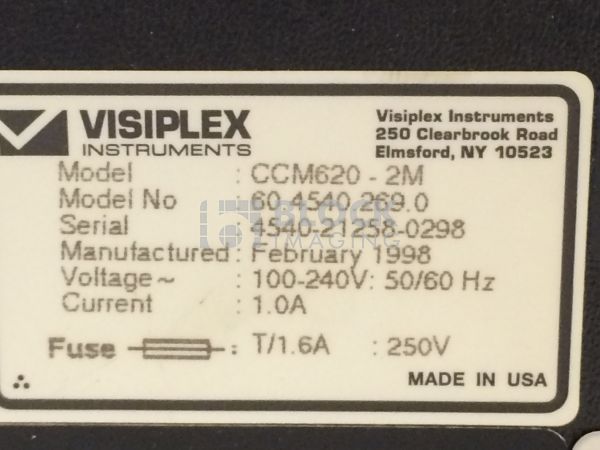 VISIPLEX
INSTRUMENTS
Visiplex Instruments
250 Clearbrook Road
Elmsford, NY 10523
Model : CCM620 - 2M
Model No : 60 4540 269.0
Serial : 4540-21258-0298
Manufactured : February 1998
Voltage ~ : 100-240V: 50/60 Hz
Current : 1.0A
Fuse : T/1.6A : 250V
MADE IN USA
BLOCK
IMAGING